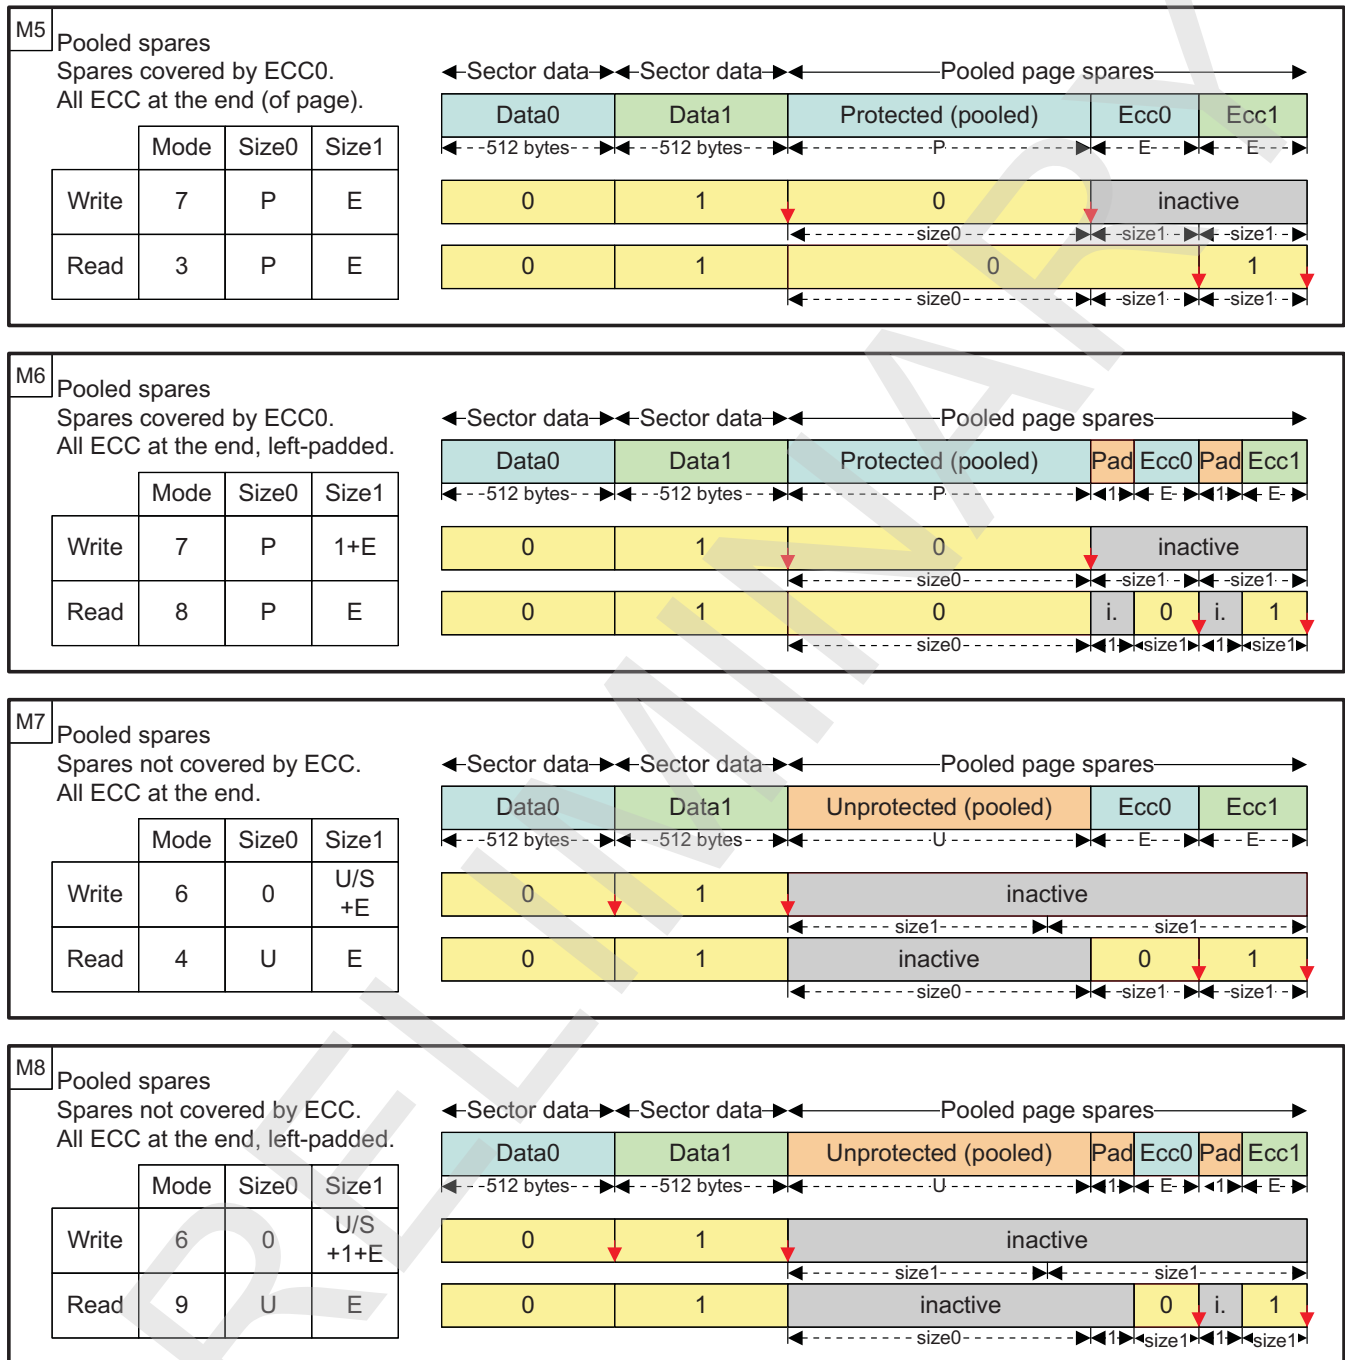 M5
Pooled spares
Spares covered by ECC0.
All ECC at the end (of page).
Mode Size0 Size1
Write 7 P E
Read 3 P E
Sector data Sector data Pooled page spares
Data0 Data1 Protected (pooled) Ecc0 Ecc1
512 bytes 512 bytes P E E
0 1 0 inactive
size0 size1 size1
0 1 0 1
size0 size1 size1
M6
Pooled spares
Spares covered by ECC0.
All ECC at the end, left-padded.
Mode Size0 Size1
Write 7 P 1+E
Read 8 P E
Sector data Sector data Pooled page spares
Data0 Data1 Protected (pooled) Pad Ecc0 Pad Ecc1
512 bytes 512 bytes P 1 E 1 E
0 1 0 inactive
size0 size1 size1
0 1 0 i. 0 i. 1
size0 1 size1 1 size1
M7
Pooled spares
Spares not covered by ECC.
All ECC at the end.
Mode Size0 Size1
Write 6 0 U/S
+E
Read 4 U E
Sector data Sector data Pooled page spares
Data0 Data1 Unprotected (pooled) Ecc0 Ecc1
512 bytes 512 bytes U E E
0 1 inactive
size1 size1
0 1 inactive 0 1
size0 size1 size1
M8
Pooled spares
Spares not covered by ECC.
All ECC at the end, left-padded.
Mode Size0 Size1
Write 6 0 U/S
+1+E
Read 9 U E
Sector data Sector data Pooled page spares
Data0 Data1 Unprotected (pooled) Pad Ecc0 Pad Ecc1
512 bytes 512 bytes U 1 E 1 E
0 1 inactive
size1 size1
0 1 inactive 0 i. 1
size0 1 size1 1 size1
RELIMINARY